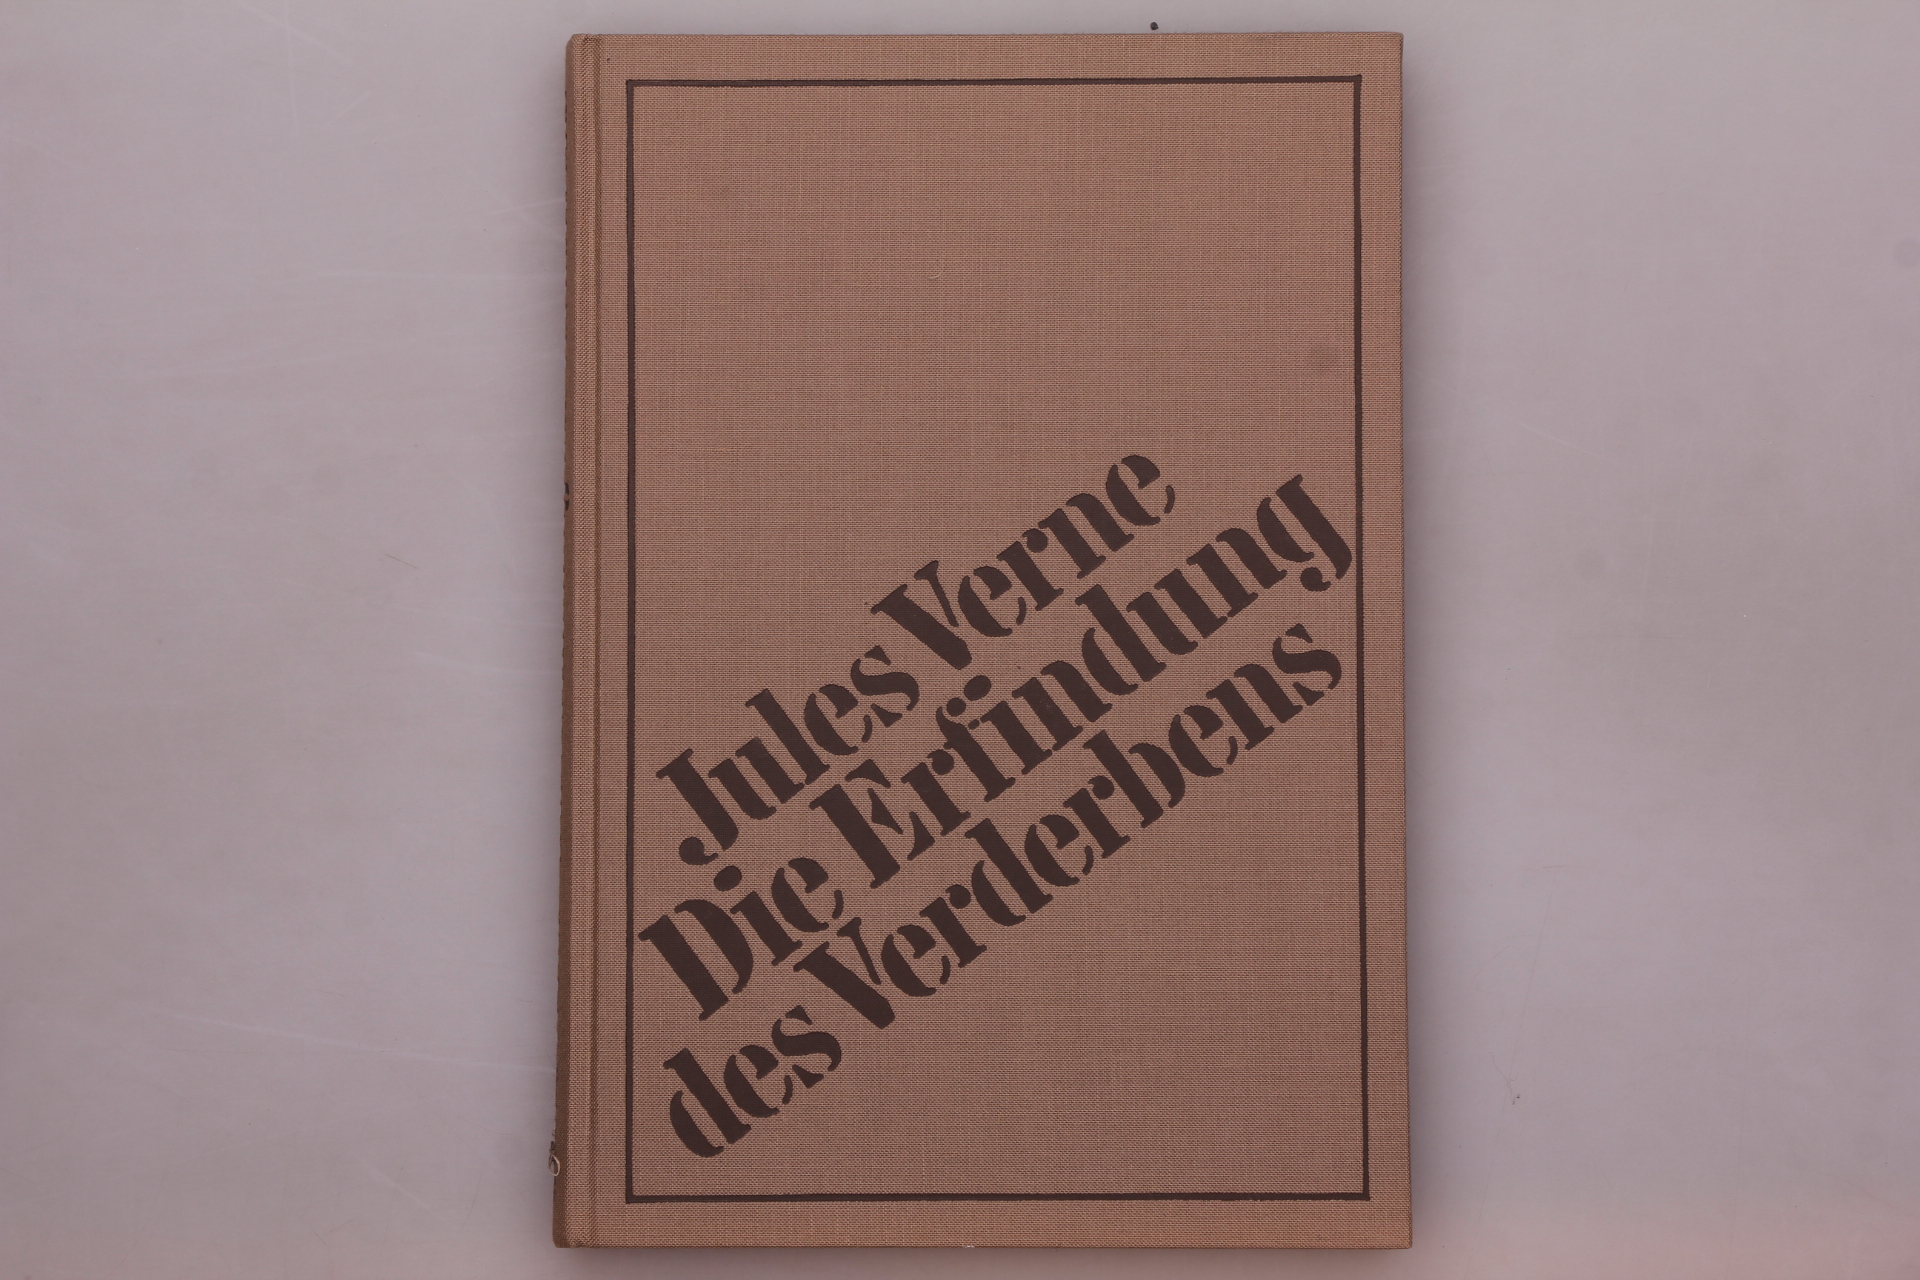 Jules Verne
Die Erfindung
des Verderbens